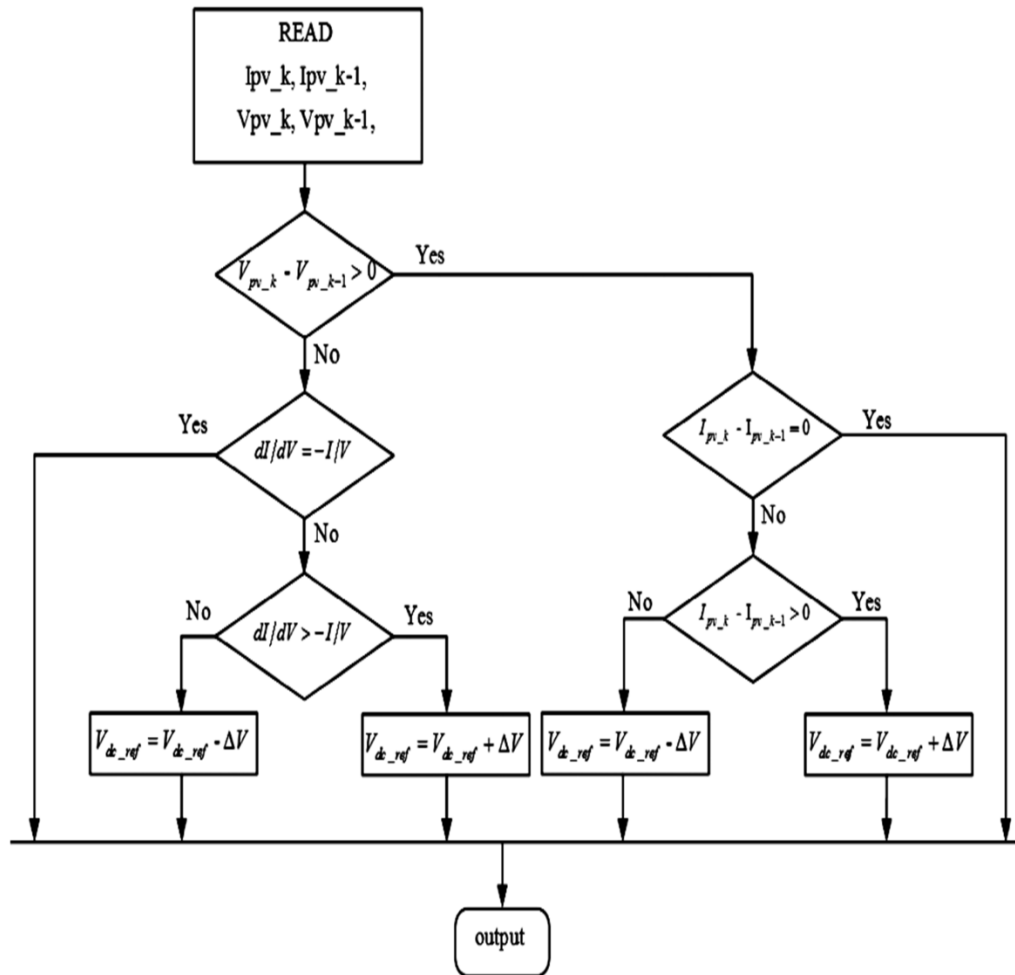 READ
Ipv_k, Ipv_k-1,
Vpv_k, Vpv_k-1,
V_pv_k - V_pv_k-1 > 0
Yes
No
Yes
dI/dV = -I/V
I_pv_k - I_pv_k-1 = 0
Yes
No
No
No
dI/dV > -I/V
Yes
No
I_pv_k - I_pv_k-1 > 0
Yes
V_dc_ref = V_dc_ref - ΔV
V_dc_ref = V_dc_ref + ΔV
V_dc_ref = V_dc_ref - ΔV
V_dc_ref = V_dc_ref + ΔV
output